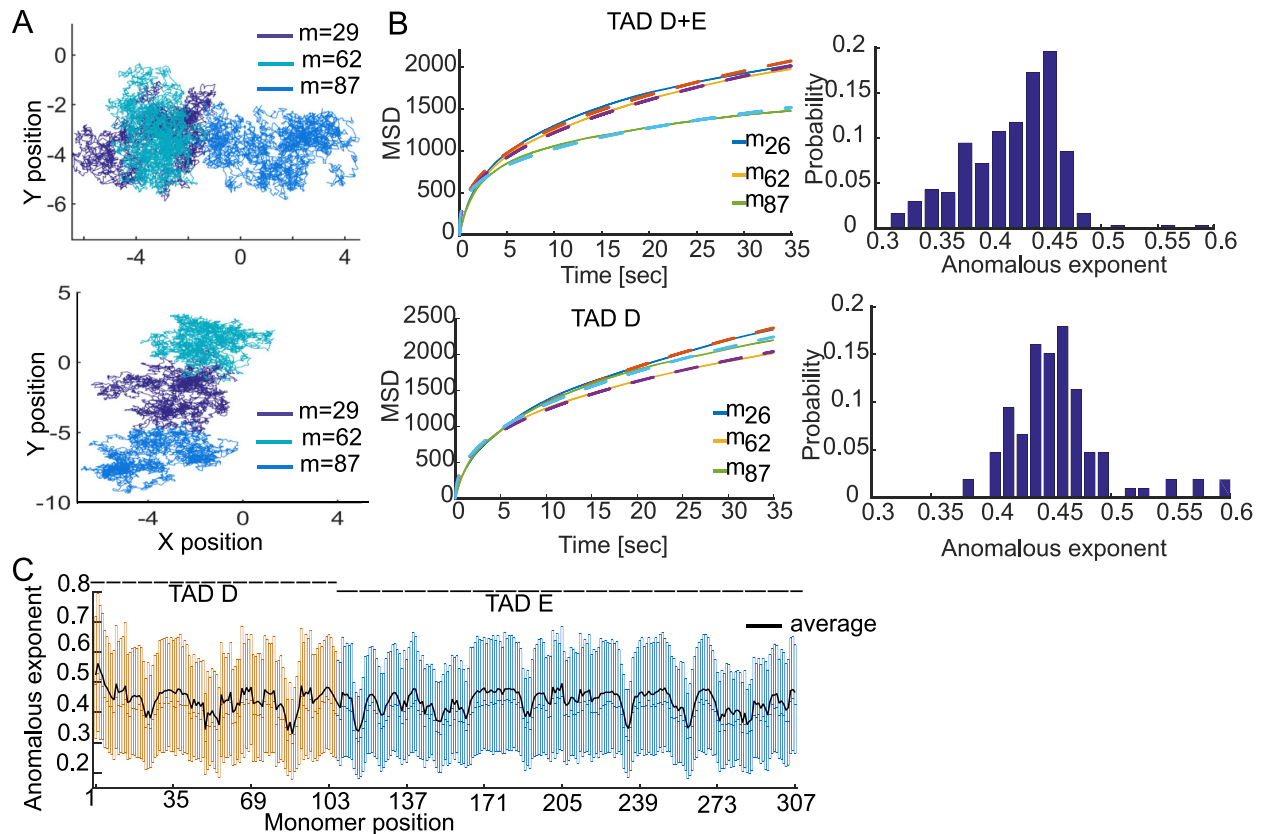 A
m=29
m=62
m=87
0
-2
-4
-6
Y position
-4
0
4
5
0
-5
-10
Y position
m=29
m=62
m=87
-4
0
4
X position
B
TAD D+E
2000
1500
1000
500
0
MSD
m26
m62
m87
0 5 10 15 20 25 30 35
Time [sec]
0.2
0.15
0.1
0.05
0
Probability
0.3 0.35 0.4 0.45 0.5 0.55 0.6
Anomalous exponent
TAD D
2500
2000
1500
1000
500
0
MSD
m26
m62
m87
0 5 10 15 20 25 30 35
Time [sec]
0.2
0.15
0.1
0.05
0
Probability
0.3 0.35 0.4 0.45 0.5 0.55 0.6
Anomalous exponent
C
0.8
0.7
0.6
0.5
0.4
0.3
0.2
Anomalous exponent
TAD D
TAD E
average
1 35 69 103 137 171 205 239 273 307
Monomer position